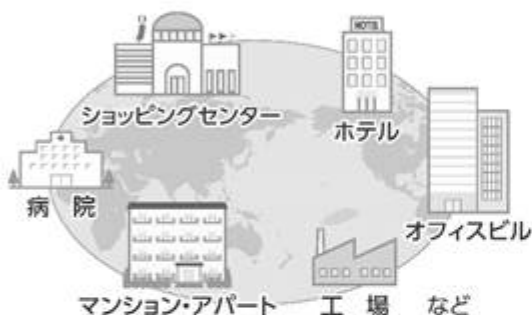 ショッピングセンター
HOTEL
ホテル
病 院
オフィスビル
マンション・アパート
工 場 など